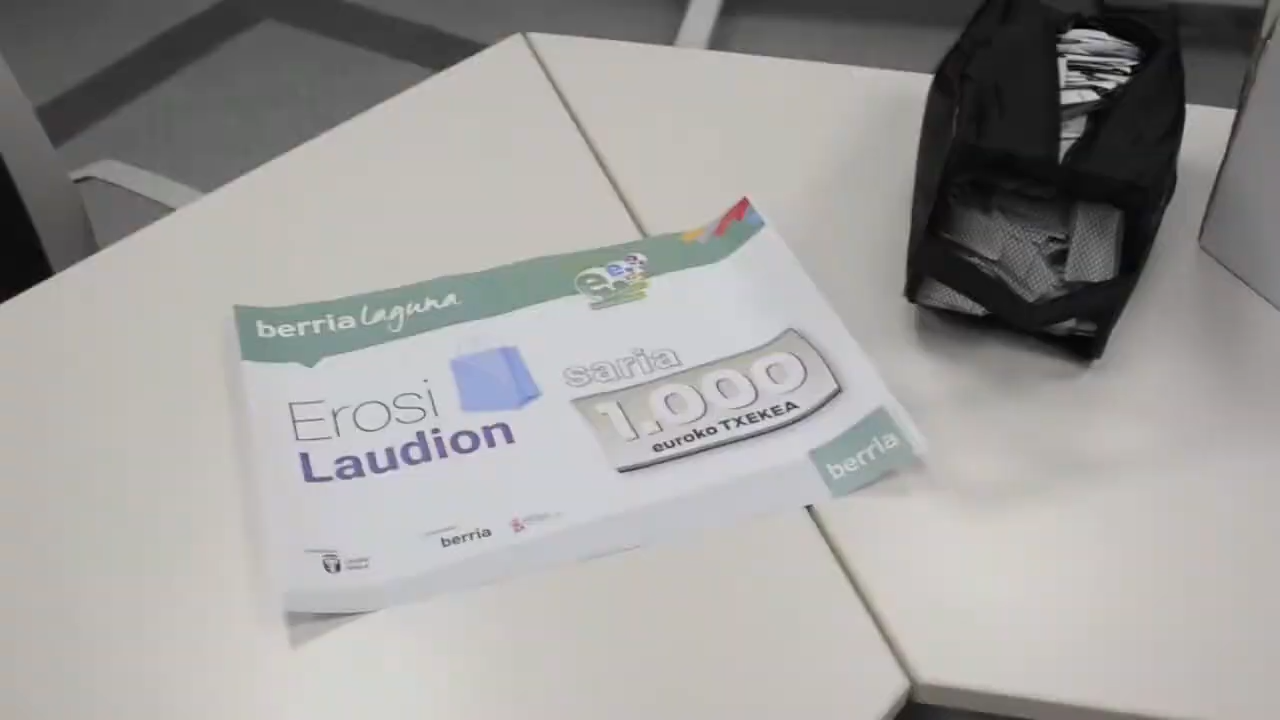 berria laguna
Erosi
Laudion
saria
1.000
euroko TXEKEA
berria
berria